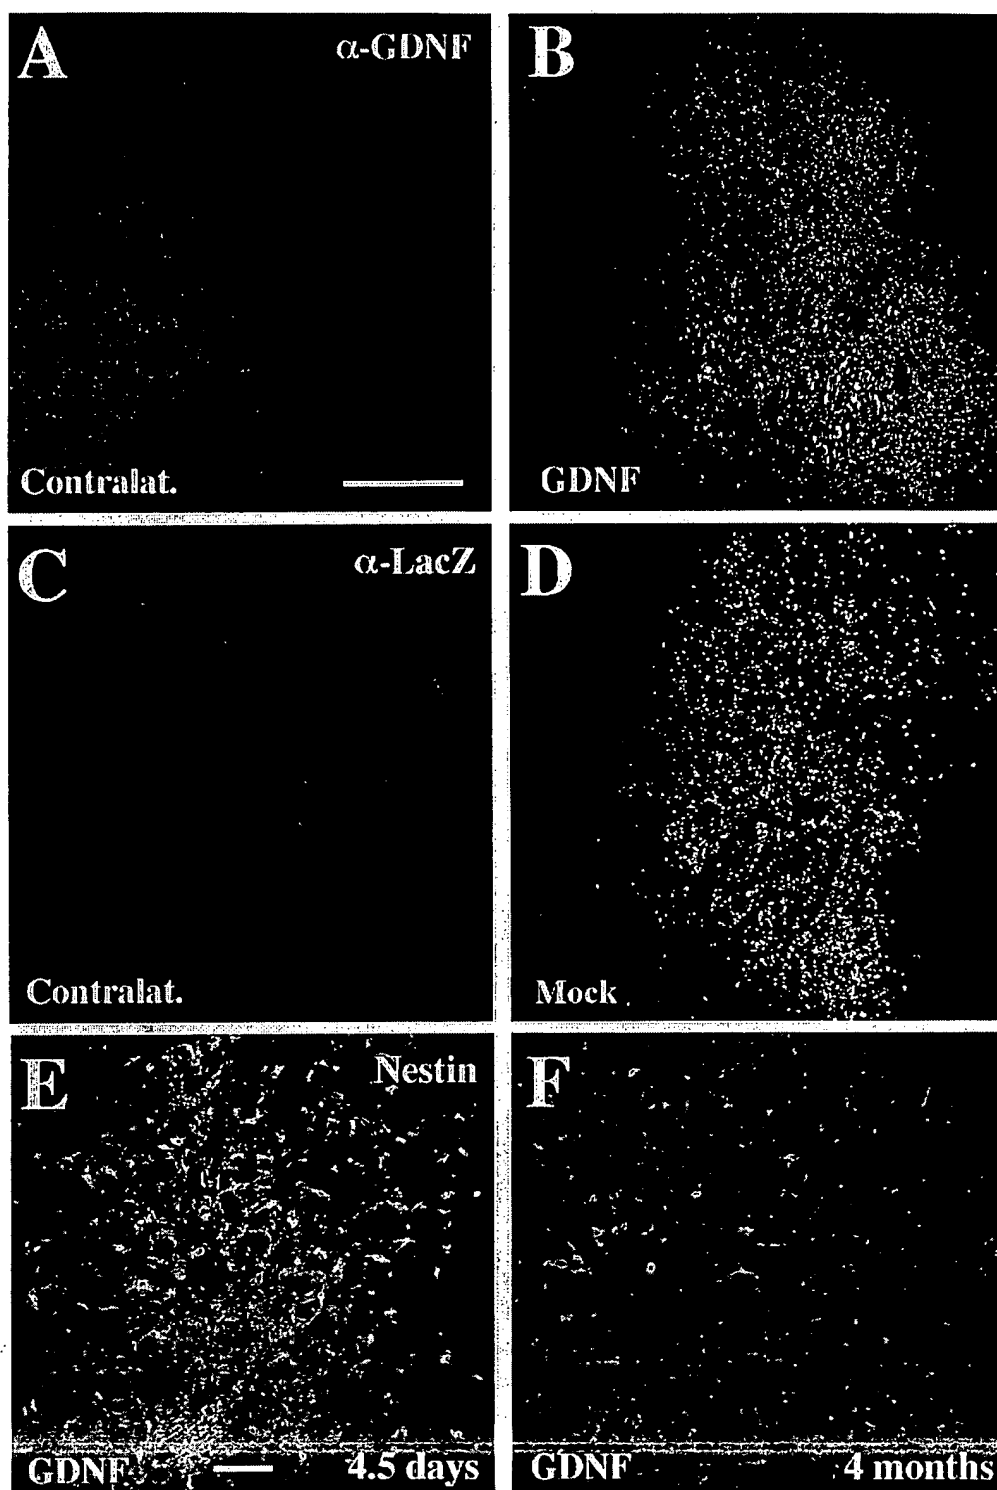 A
α-GDNF
Contralat.
B
GDNF
C
α-LacZ
Contralat.
D
Mock
E
Nestin
GDNF
4.5 days
F
GDNF
4 months